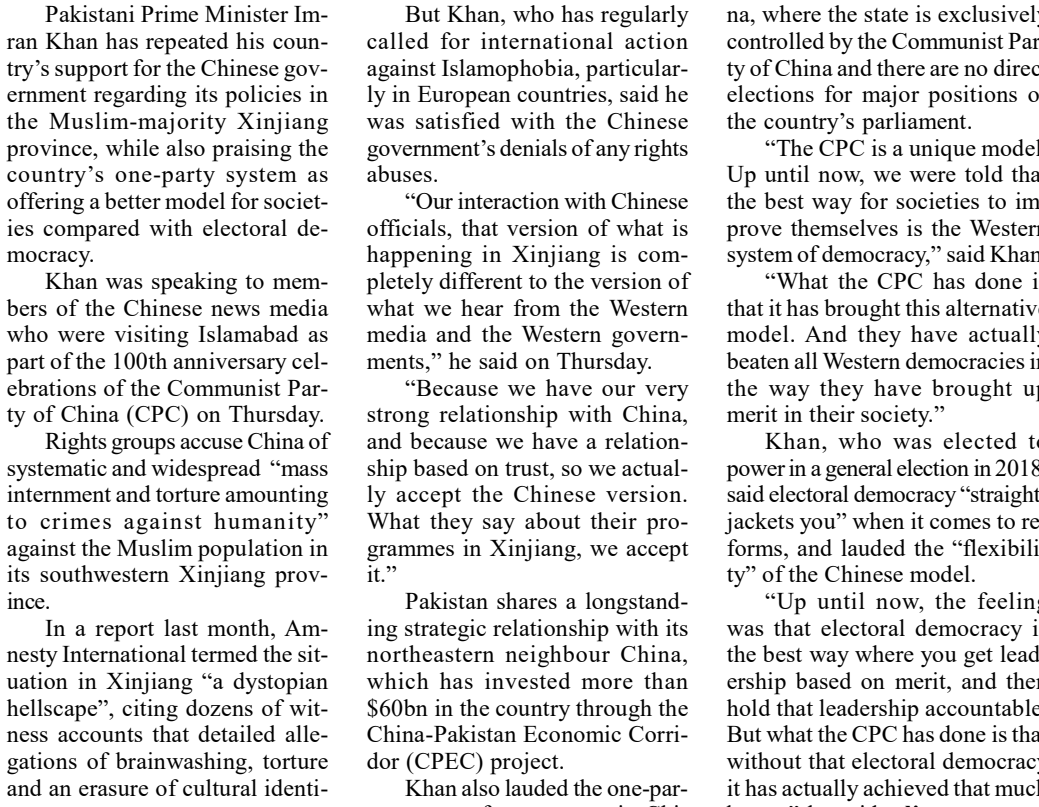 Pakistani Prime Minister Im-
ran Khan has repeated his coun-
try's support for the Chinese gov-
ernment regarding its policies in
the Muslim-majority Xinjiang
province, while also praising the
country's one-party system as
offering a better model for societ-
ies compared with electoral de-
mocracy.
Khan was speaking to mem-
bers of the Chinese news media
who were visiting Islamabad as
part of the 100th anniversary cel-
ebrations of the Communist Par-
ty of China (CPC) on Thursday.
Rights groups accuse China of
systematic and widespread “mass
internment and torture amounting
to crimes against humanity”
against the Muslim population in
its southwestern Xinjiang prov-
ince.
In a report last month, Am-
nesty International termed the sit-
uation in Xinjiang “a dystopian
hellscape”, citing dozens of wit-
ness accounts that detailed alle-
gations of brainwashing, torture
and an erasure of cultural identi-
But Khan, who has regularly
called for international action
against Islamophobia, particular-
ly in European countries, said he
was satisfied with the Chinese
government's denials of any rights
abuses.
“Our interaction with Chinese
officials, that version of what is
happening in Xinjiang is com-
pletely different to the version of
what we hear from the Western
media and the Western govern-
ments,” he said on Thursday.
“Because we have our very
strong relationship with China,
and because we have a relation-
ship based on trust, so we actual-
ly accept the Chinese version.
What they say about their pro-
grammes in Xinjiang, we accept
it.”
Pakistan shares a longstand-
ing strategic relationship with its
northeastern neighbour China,
which has invested more than
$60bn in the country through the
China-Pakistan Economic Corri-
dor (CPEC) project.
Khan also lauded the one-par-
na, where the state is exclusively
controlled by the Communist Par
ty of China and there are no direc
elections for major positions o
the country's parliament.
“The CPC is a unique model
Up until now, we were told tha
the best way for societies to im
prove themselves is the Western
system of democracy,” said Khan
“What the CPC has done i
that it has brought this alternative
model. And they have actually
beaten all Western democracies in
the way they have brought up
merit in their society.”
Khan, who was elected to
power in a general election in 2018
said electoral democracy “straight
jackets you” when it comes to re
forms, and lauded the “flexibili
ty” of the Chinese model.
“Up until now, the feeling
was that electoral democracy i
the best way where you get lead
ership based on merit, and then
hold that leadership accountable
But what the CPC has done is tha
without that electoral democracy
it has actually achieved that much